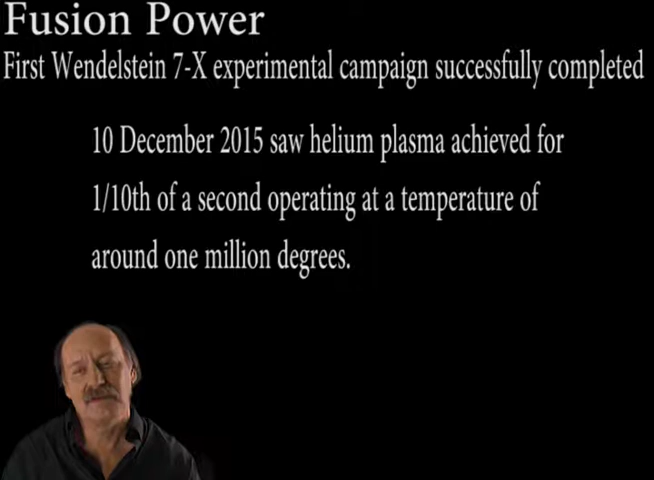 Fusion Power
First Wendelstein 7-X experimental campaign successfully completed
10 December 2015 saw helium plasma achieved for
1/10th of a second operating at a temperature of
around one million degrees.